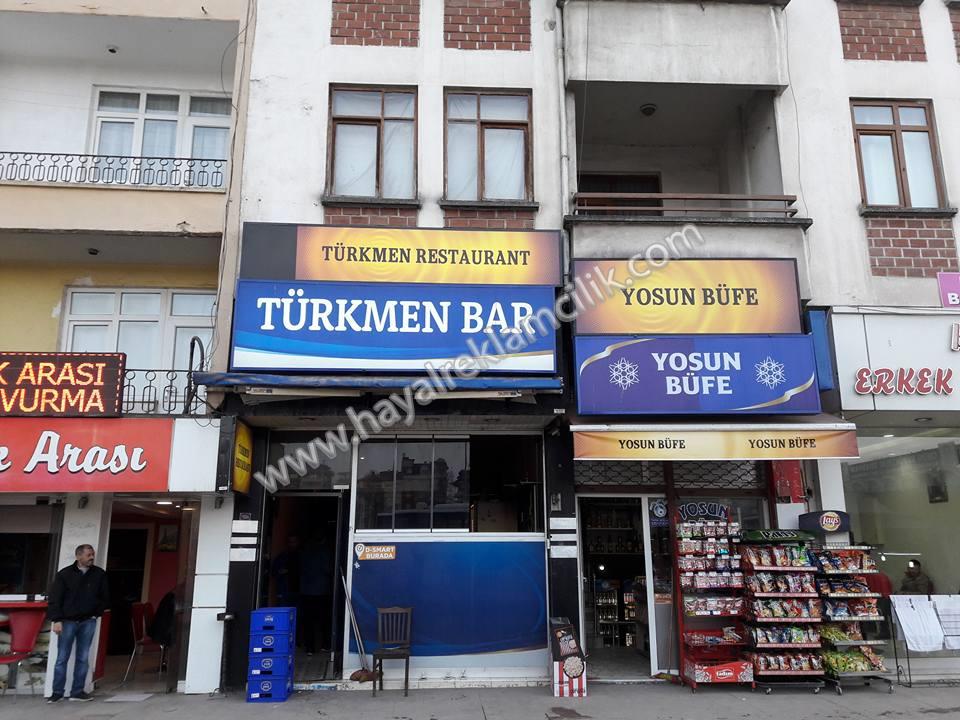 TÜRKMEN RESTAURANT
TÜRKMEN BAR
YOSUN BÜFE
YOSUN
BÜFE
YOSUN BÜFE YOSUN BÜFE
K ARASI
VURMA
Arası
ERKEK
D-SMART
BURADA
YOSUN
Lay's
www.hayalreklamcilik.com